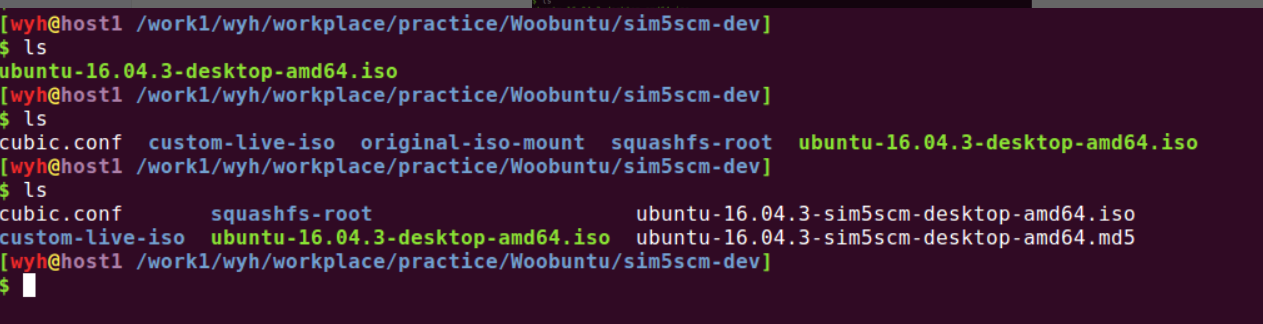 [wyh@host1 /work1/wyh/workplace/practice/Woobuntu/sim5scm-dev]
$ ls
ubuntu-16.04.3-desktop-amd64.iso
[wyh@host1 /work1/wyh/workplace/practice/Woobuntu/sim5scm-dev]
$ ls
cubic.conf  custom-live-iso  original-iso-mount  squashfs-root  ubuntu-16.04.3-desktop-amd64.iso
[wyh@host1 /work1/wyh/workplace/practice/Woobuntu/sim5scm-dev]
$ ls
cubic.conf       squashfs-root                     ubuntu-16.04.3-sim5scm-desktop-amd64.iso
custom-live-iso  ubuntu-16.04.3-desktop-amd64.iso  ubuntu-16.04.3-sim5scm-desktop-amd64.md5
[wyh@host1 /work1/wyh/workplace/practice/Woobuntu/sim5scm-dev]
$